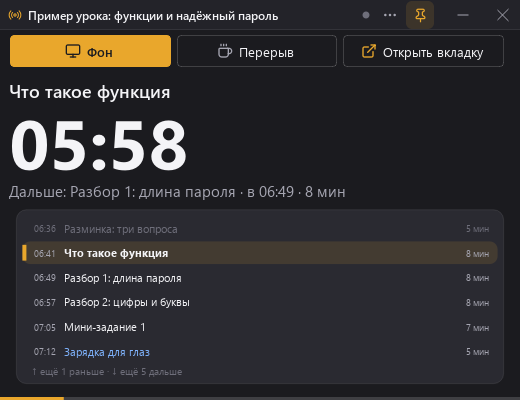 Пример урока: функции и надёжный пароль
Фон
Перерыв
Открыть вкладку
Что такое функция
05:58
Дальше: Разбор 1: длина пароля · в 06:49 · 8 мин
06:36 Разминка: три вопроса 5 мин
06:41 Что такое функция 8 мин
06:49 Разбор 1: длина пароля 8 мин
06:57 Разбор 2: цифры и буквы 8 мин
07:05 Мини-задание 1 7 мин
07:12 Зарядка для глаз 5 мин
↑ ещё 1 раньше · ↓ ещё 5 дальше